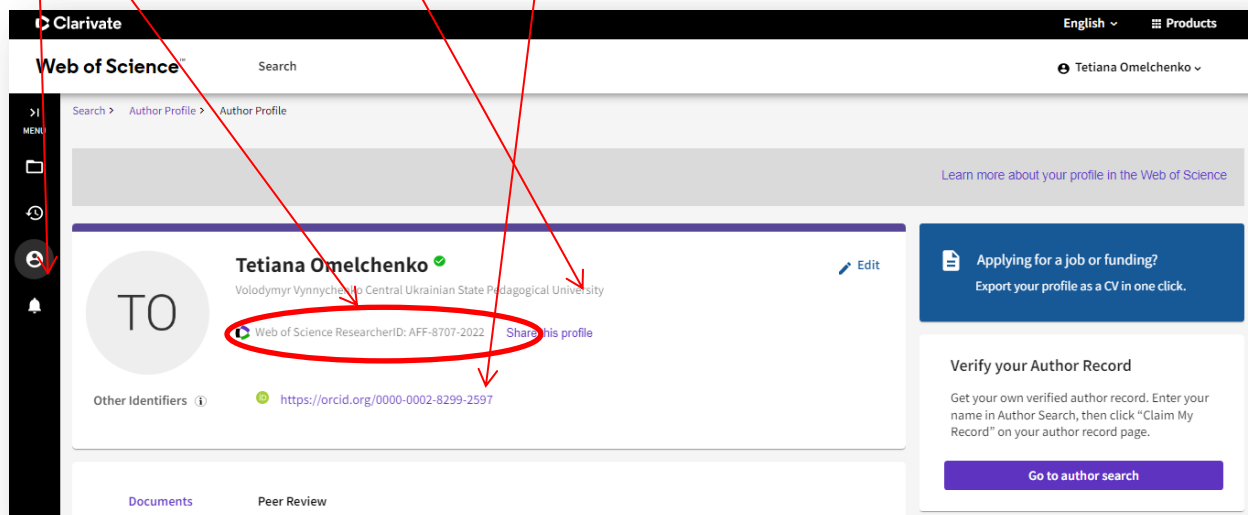 Clarivate
English
Products
Web of Science™
Search
Tetiana Omelchenko
MENU
Search > Author Profile > Author Profile
Learn more about your profile in the Web of Science
TO
Tetiana Omelchenko
Edit
Volodymyr Vynnychenko Central Ukrainian State Pedagogical University
Web of Science ResearcherID: AFF-8707-2022
Share this profile
Other Identifiers
iD
https://orcid.org/0000-0002-8299-2597
Applying for a job or funding?
Export your profile as a CV in one click.
Verify your Author Record
Get your own verified author record. Enter your
name in Author Search, then click “Claim My
Record” on your author record page.
Go to author search
Documents
Peer Review